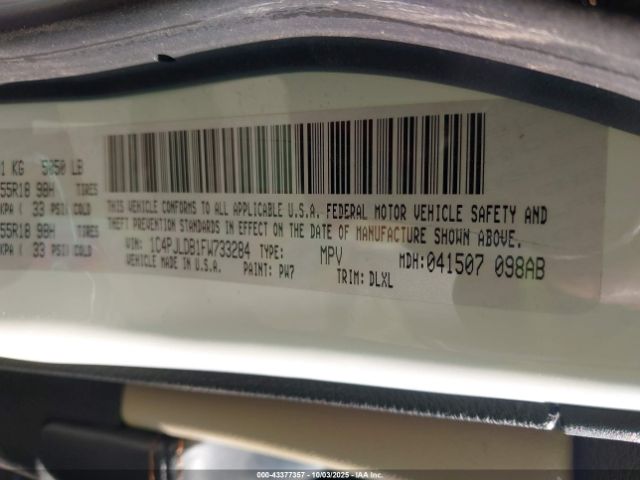 1 KG 5050 LB
55R18 98H TIRES
KPA ( 33 PSI) COLD
55R18 98H TIRES
KPA ( 33 PSI) COLD
THIS VEHICLE CONFORMS TO ALL APPLICABLE U.S.A. FEDERAL MOTOR VEHICLE SAFETY AND
THEFT PREVENTION STANDARDS IN EFFECT ON THE DATE OF MANUFACTURE SHOWN ABOVE.
VIN: 1C4PJLDB1FW733284 TYPE: MPV MDH:041507 098AB
VEHICLE MADE IN U.S.A. PAINT: PW7 TRIM: DLXL
000-43377357 - 10/03/2025 - IAA Inc.